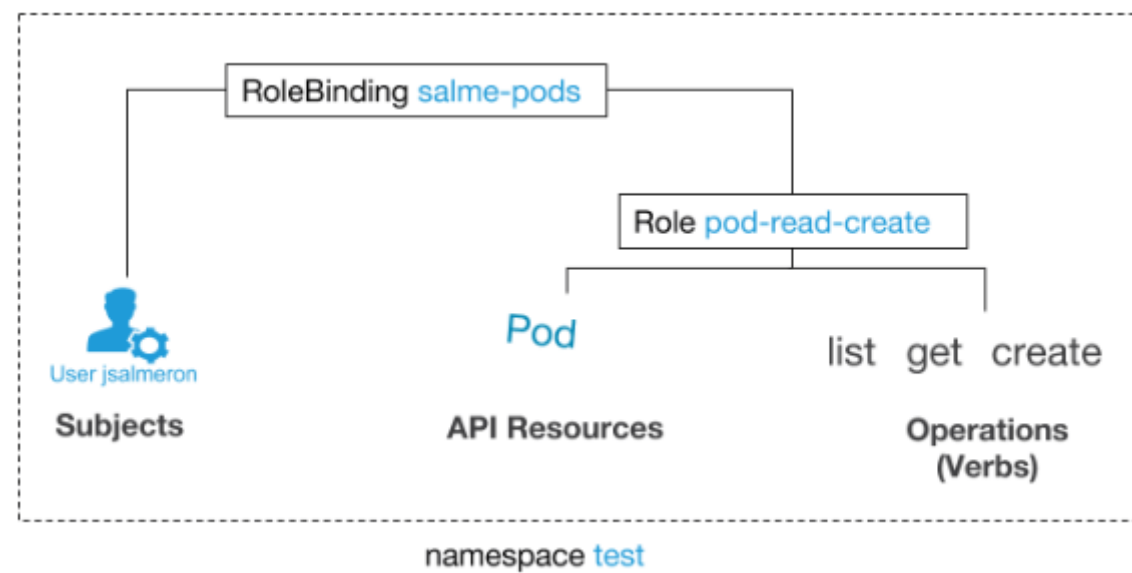 RoleBinding salme-pods
Role pod-read-create
Pod
list get create
User jsalmeron
Subjects
API Resources
Operations
(Verbs)
namespace test